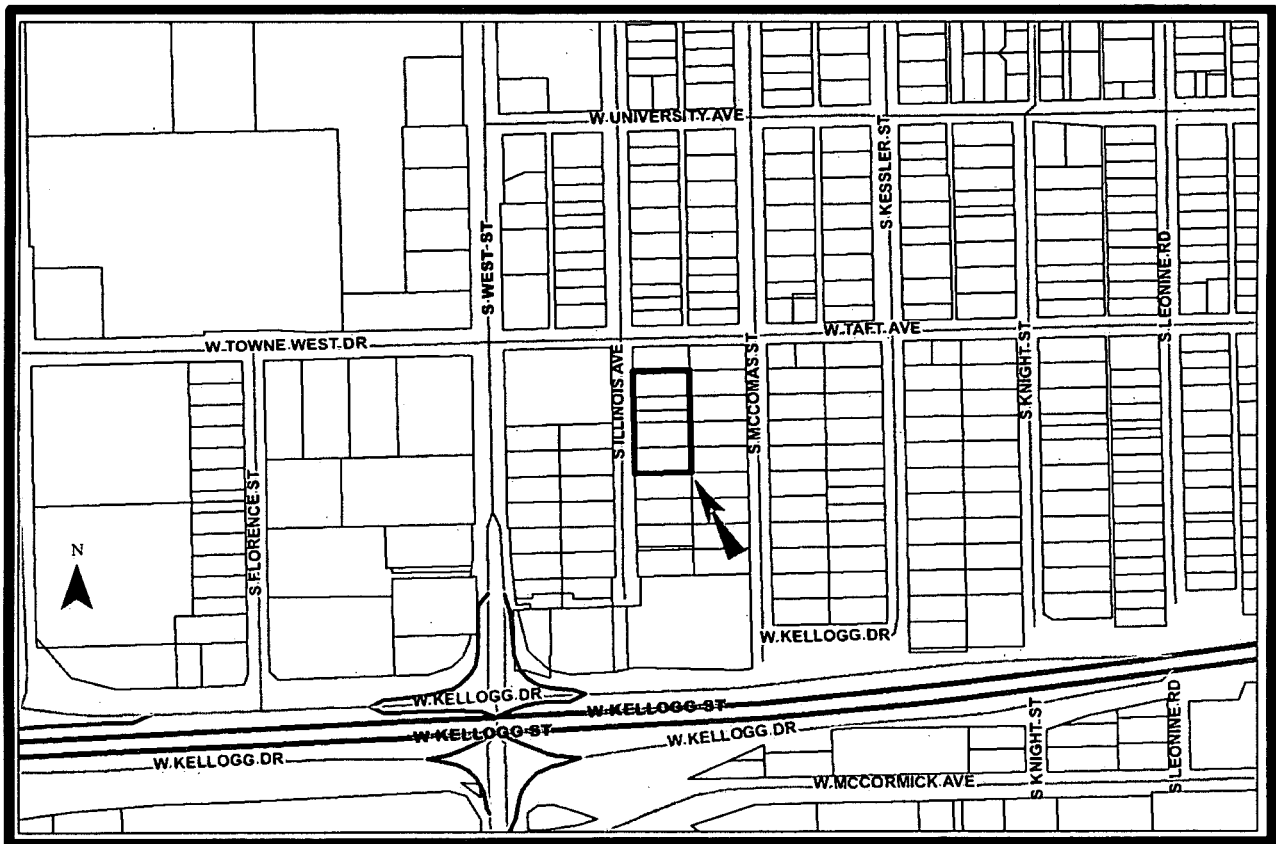 W UNIVERSITY AVE
S KESSLER ST
S WEST ST
S LEONINE RD
W TAFT AVE
W TOWNE WEST DR
S ILLINOIS AVE
S MCCOMAS ST
S KNIGHT ST
S FLORENCE ST
N
W KELLOGG DR
W KELLOGG DR
W KELLOGG ST
W KELLOGG ST
W KELLOGG DR
W KELLOGG DR
S KNIGHT ST
S LEONINE RD
W MCCORMICK AVE